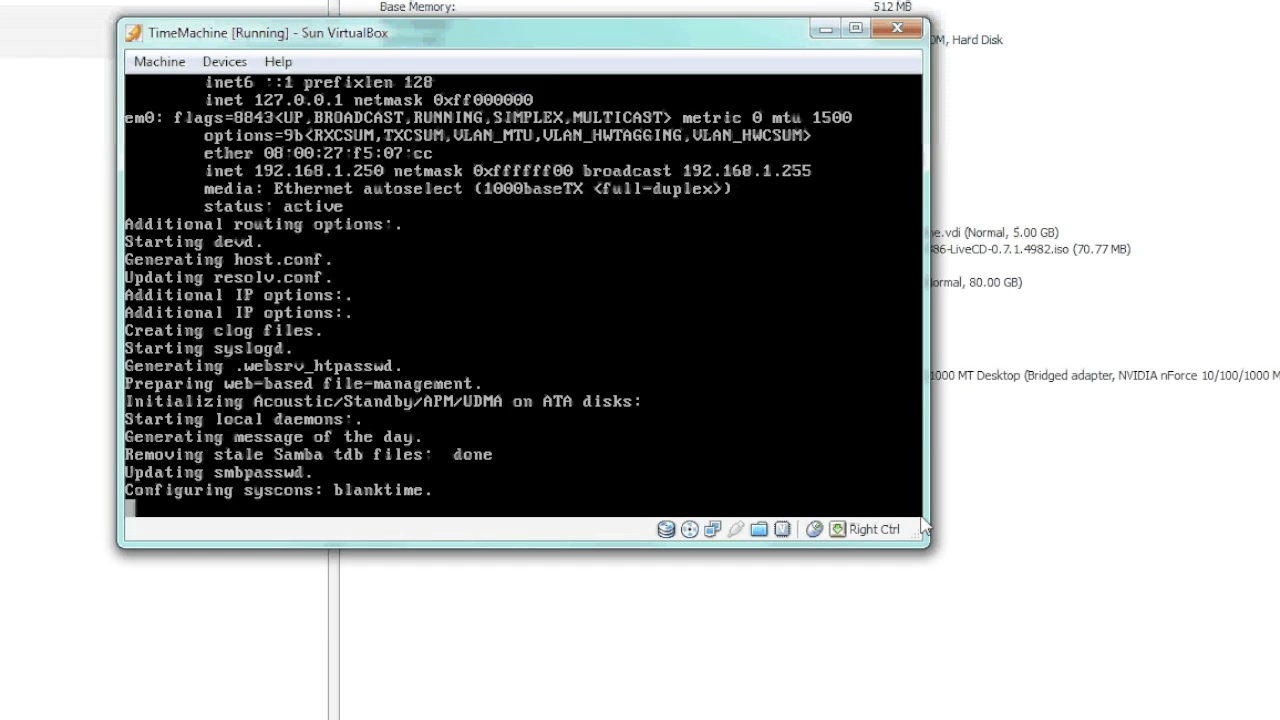 Base Memory: 512 MB
TimeMachine [Running] - Sun VirtualBox
OM, Hard Disk
Machine Devices Help
inet6 ::1 prefixlen 128
inet 127.0.0.1 netmask 0xff000000
em0: flags=8843<UP,BROADCAST,RUNNING,SIMPLEX,MULTICAST> metric 0 mtu 1500
options=9b<RXCSUM,TXCSUM,VLAN_MTU,VLAN_HWTAGGING,VLAN_HWCSUM>
ether 08:00:27:f5:07:cc
inet 192.168.1.250 netmask 0xffffff00 broadcast 192.168.1.255
media: Ethernet autoselect (1000baseTX <full-duplex>)
status: active
Additional routing options:.
Starting devd.
ne.vdi (Normal, 5.00 GB)
Generating host.conf.
86-LiveCD-0.7.1.4982.iso (70.77 MB)
Updating resolv.conf.
ormal, 80.00 GB)
Additional IP options:.
Additional IP options:.
Creating clog files.
Starting syslogd.
Generating .websrv_htpasswd.
1000 MT Desktop (Bridged adapter, NVIDIA nForce 10/100/1000 M
Preparing web-based file-management.
Initializing Acoustic/Standby/APM/UDMA on ATA disks:
Starting local daemons:.
Generating message of the day.
Removing stale Samba tdb files: done
Updating smbpasswd.
Configuring syscons: blanktime.
Right Ctrl